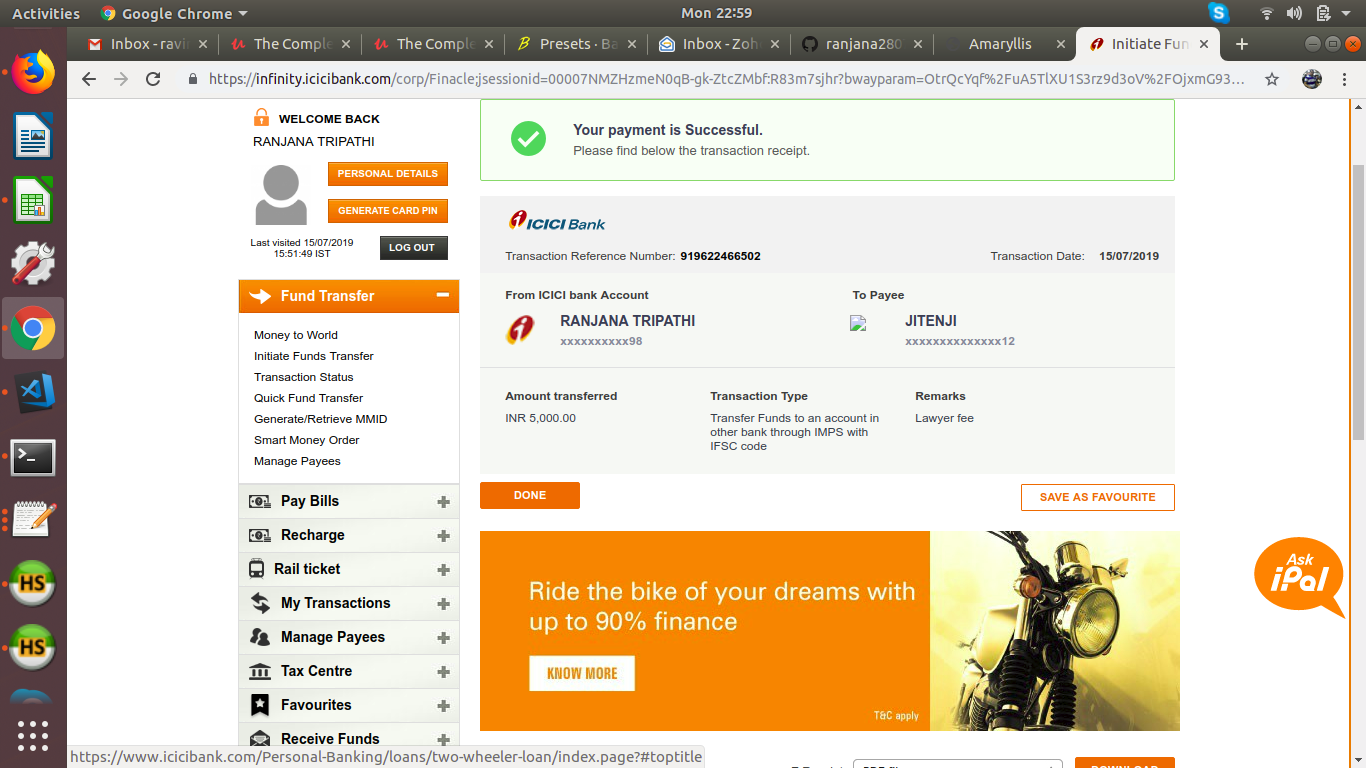 Activities
Google Chrome
Mon 22:59
Inbox - ravin
The Comple
The Comple
Presets · Ba
Inbox - Zoh
ranjana280
Amaryllis
Initiate Fun
https://infinity.icicibank.com/corp/Finacle;jsessionid=00007NMZHzmeN0qB-gk-ZtcZMbf:R83m7sjhr?bwayparam=OtrQcYqf%2FuA5TlXU1S3rz9d3oV%2FOjxmG93...
WELCOME BACK
RANJANA TRIPATHI
PERSONAL DETAILS
GENERATE CARD PIN
Last visited 15/07/2019
15:51:49 IST
LOG OUT
Fund Transfer
Money to World
Initiate Funds Transfer
Transaction Status
Quick Fund Transfer
Generate/Retrieve MMID
Smart Money Order
Manage Payees
Pay Bills
Recharge
Rail ticket
My Transactions
Manage Payees
Tax Centre
Favourites
Receive Funds
Your payment is Successful.
Please find below the transaction receipt.
ICICI Bank
Transaction Reference Number: 919622466502
Transaction Date: 15/07/2019
From ICICI bank Account
RANJANA TRIPATHI
xxxxxxxxxx98
To Payee
JITENJI
xxxxxxxxxxxxxx12
Amount transferred
INR 5,000.00
Transaction Type
Transfer Funds to an account in
other bank through IMPS with
IFSC code
Remarks
Lawyer fee
DONE
SAVE AS FAVOURITE
Ride the bike of your dreams with
up to 90% finance
KNOW MORE
T&C apply
Ask
iPal
HS
HS
https://www.icicibank.com/Personal-Banking/loans/two-wheeler-loan/index.page?#toptitle